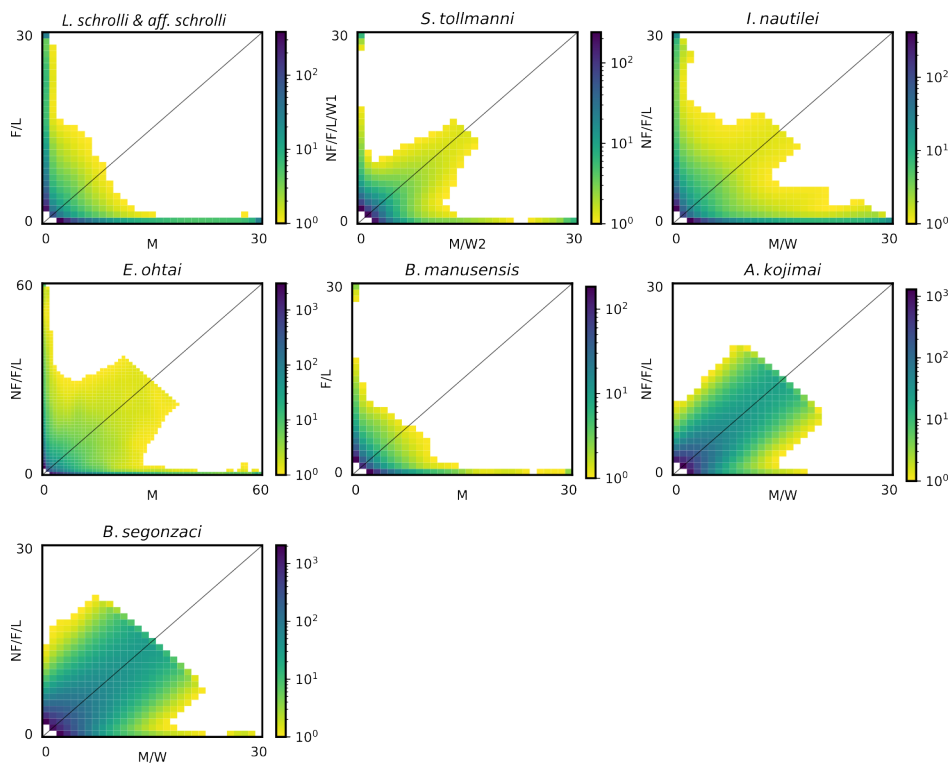 L. schrolli & aff. schrolli
S. tollmanni
I. nautilei
30
F/L
0
0
M
30
10^2
10^1
10^0
30
NF/F/L/W1
0
0
M/W2
30
10^2
10^1
10^0
30
NF/F/L
0
0
M/W
30
10^2
10^1
10^0
E. ohtai
B. manusensis
A. kojimai
60
NF/F/L
0
0
M
60
10^3
10^2
10^1
10^0
30
F/L
0
0
M
30
10^2
10^1
10^0
30
NF/F/L
0
0
M/W
30
10^3
10^2
10^1
10^0
B. segonzaci
30
NF/F/L
0
0
M/W
30
10^3
10^2
10^1
10^0